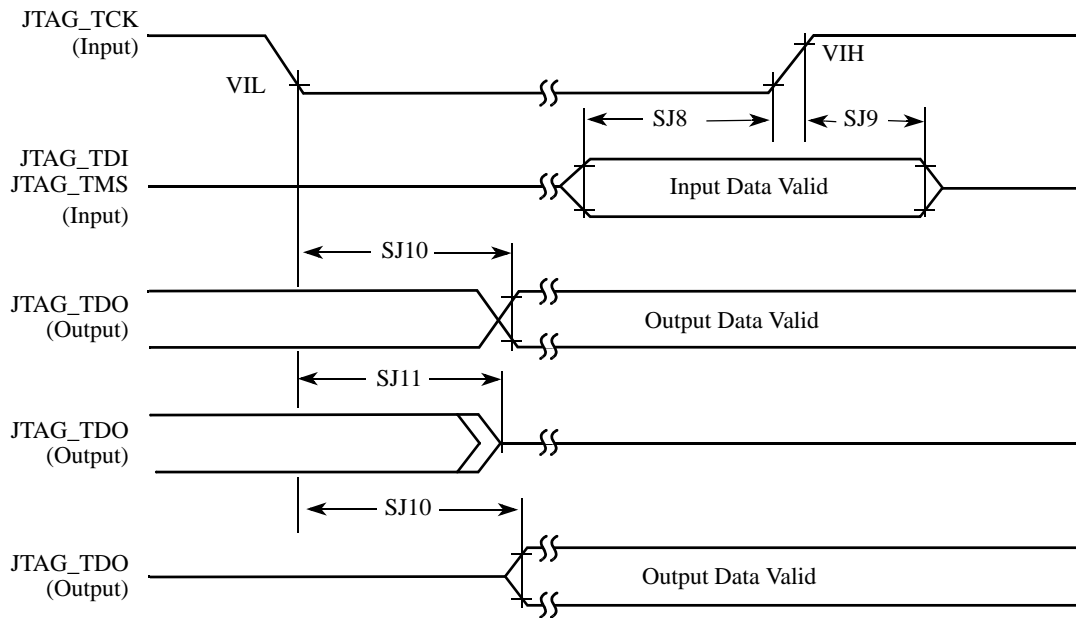 JTAG_TCK
(Input)
VIH
VIL
SJ8
SJ9
JTAG_TDI
JTAG_TMS
(Input)
Input Data Valid
SJ10
JTAG_TDO
(Output)
Output Data Valid
SJ11
JTAG_TDO
(Output)
SJ10
JTAG_TDO
(Output)
Output Data Valid